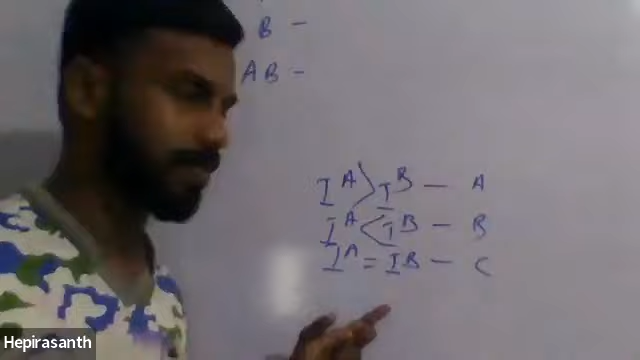 B –
AB –
I^A > I^B – A
I^A < I^B – B
I^A = I^B – C
Hepirasanth